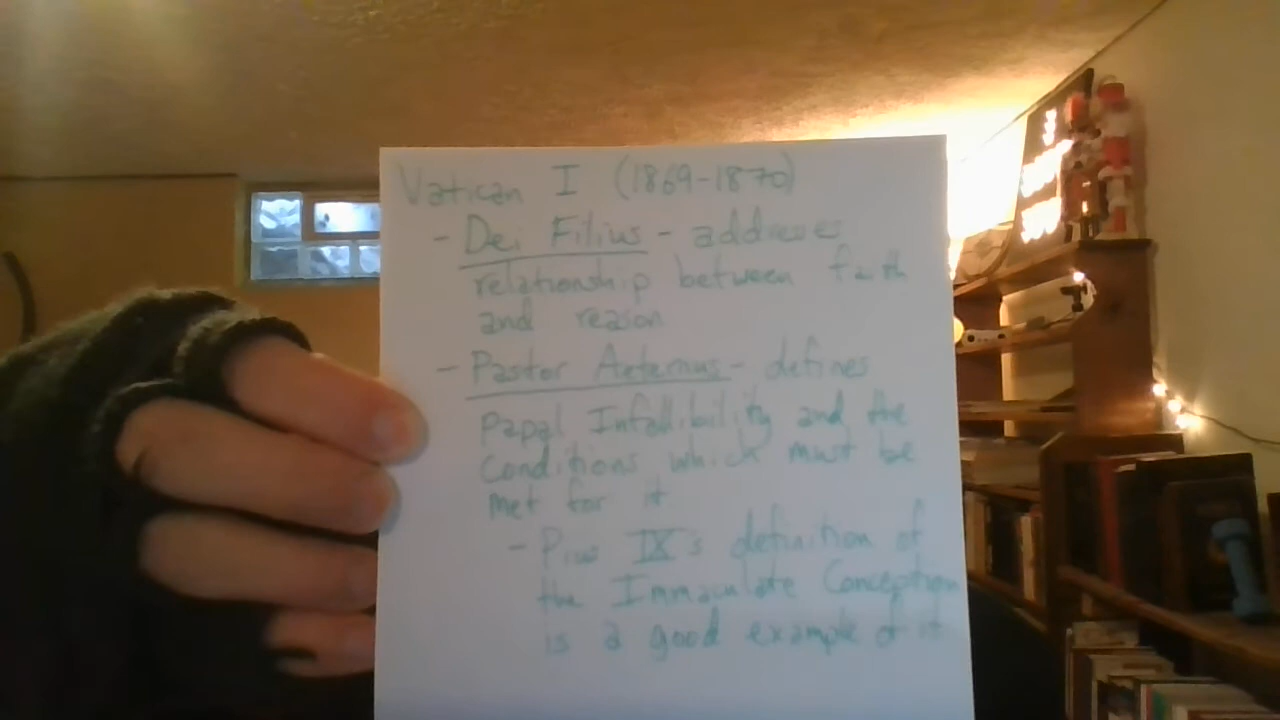 Vatican I (1869-1870)
- Dei Filius - addresses
relationship between faith
and reason
- Pastor Aeternus - defines
Papal Infallibility and the
conditions which must be
met for it
- Pius IX's definition of
the Immaculate Conception
is a good example of it